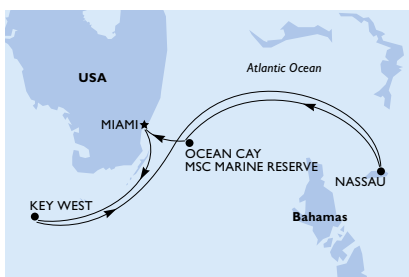 Atlantic Ocean
USA
MIAMI
OCEAN CAY
MSC MARINE RESERVE
NASSAU
KEY WEST
Bahamas